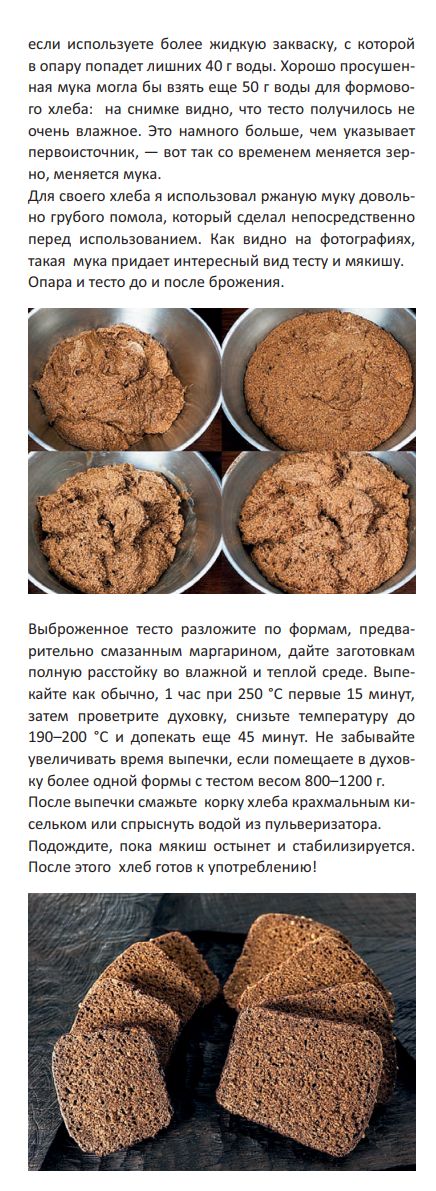 если используете более жидкую закваску, с которой
в опару попадет лишних 40 г воды. Хорошо просушен-
ная мука могла бы взять еще 50 г воды для формово-
го хлеба: на снимке видно, что тесто получилось не
очень влажное. Это намного больше, чем указывает
первоисточник, — вот так со временем меняется зер-
но, меняется мука.
Для своего хлеба я использовал ржаную муку доволь-
но грубого помола, который сделал непосредственно
перед использованием. Как видно на фотографиях,
такая мука придает интересный вид тесту и мякишу.
Опара и тесто до и после брожения.
Выброженное тесто разложите по формам, предва-
рительно смазанным маргарином, дайте заготовкам
полную расстойку во влажной и теплой среде. Выпе-
кайте как обычно, 1 час при 250 °С первые 15 минут,
затем проветрите духовку, снизьте температуру до
190–200 °С и допекать еще 45 минут. Не забывайте
увеличивать время выпечки, если помещаете в духов-
ку более одной формы с тестом весом 800–1200 г.
После выпечки смажьте корку хлеба крахмальным ки-
сельком или спрыснуть водой из пульверизатора.
Подождите, пока мякиш остынет и стабилизируется.
После этого хлеб готов к употреблению!